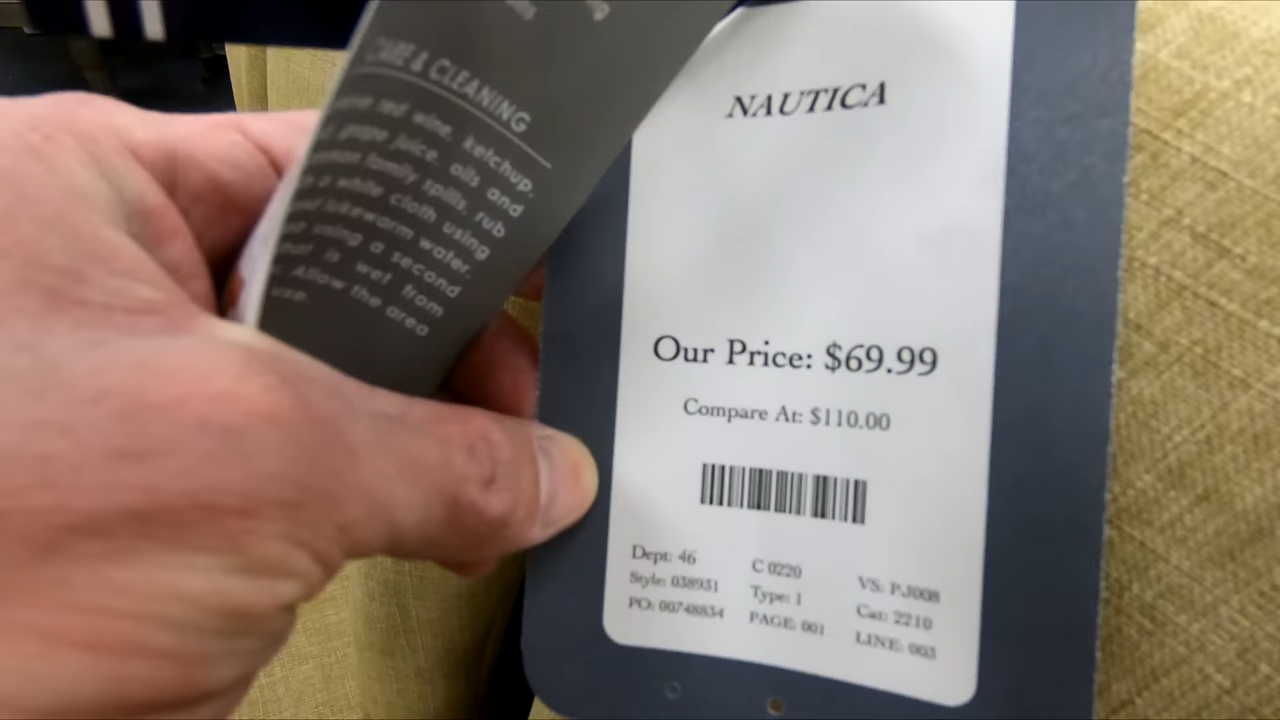 CARE & CLEANING
red wine, ketchup,
grape juice, oils and
family spills, rub
a white cloth using
lukewarm water.
using a second
is wet from
Allow the area
use.
NAUTICA
Our Price: $69.99
Compare At: $110.00
Dept: 46 C 0220 VS: PJ008
Style: 038931 Type: 1 Cat: 2210
PO: 00748834 PAGE: 001 LINE: 003